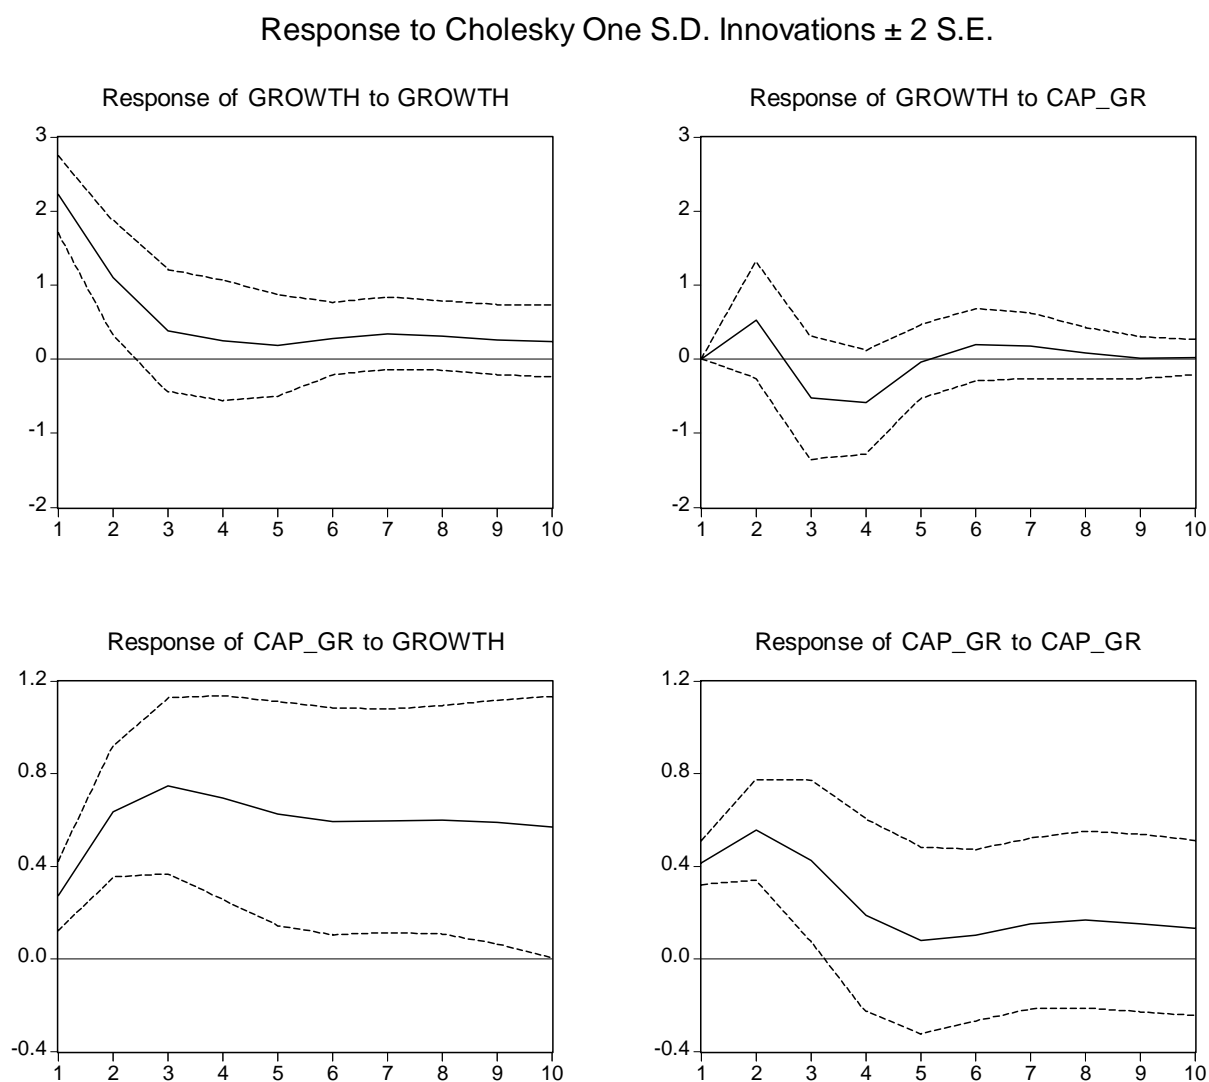 Response to Cholesky One S.D. Innovations ± 2 S.E.
Response of GROWTH to GROWTH
3
2
1
0
-1
-2
1 2 3 4 5 6 7 8 9 10
Response of GROWTH to CAP_GR
3
2
1
0
-1
-2
1 2 3 4 5 6 7 8 9 10
Response of CAP_GR to GROWTH
1.2
0.8
0.4
0.0
-0.4
1 2 3 4 5 6 7 8 9 10
Response of CAP_GR to CAP_GR
1.2
0.8
0.4
0.0
-0.4
1 2 3 4 5 6 7 8 9 10